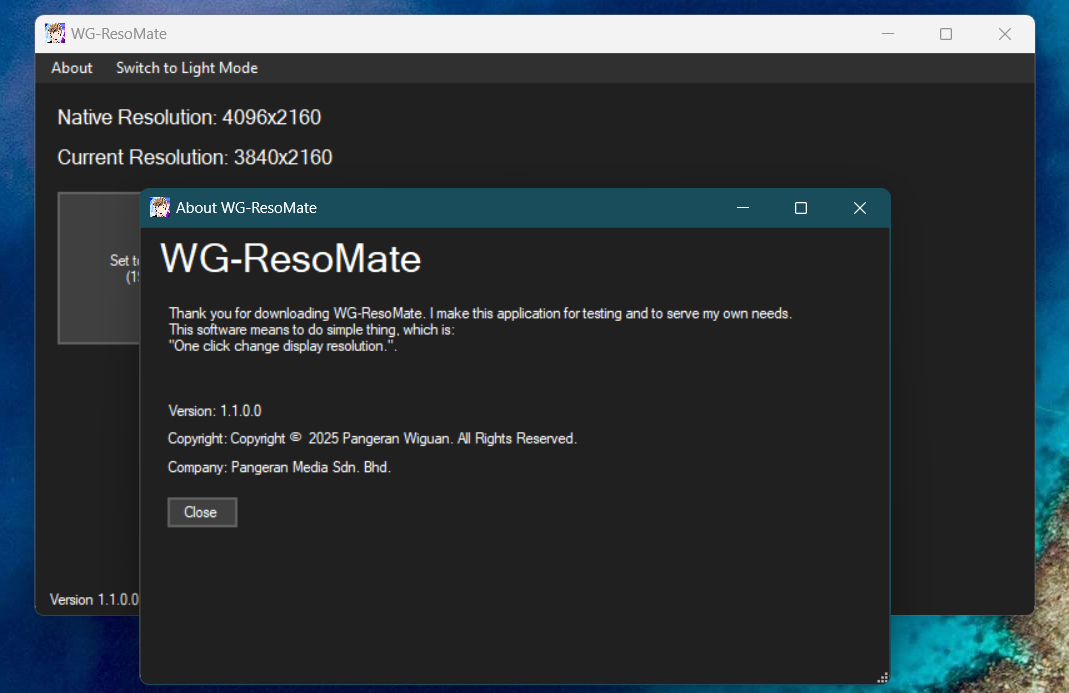 WG-ResoMate
About Switch to Light Mode
Native Resolution: 4096x2160
Current Resolution: 3840x2160
About WG-ResoMate
Set
WG-ResoMate
Thank you for downloading WG-ResoMate. I make this application for testing and to serve my own needs.
This software means to do simple thing, which is:
"One click change display resolution.".
Version: 1.1.0.0
Copyright: Copyright © 2025 Pangeran Wiguan. All Rights Reserved.
Company: Pangeran Media Sdn. Bhd.
Close
Version 1.1.0.0